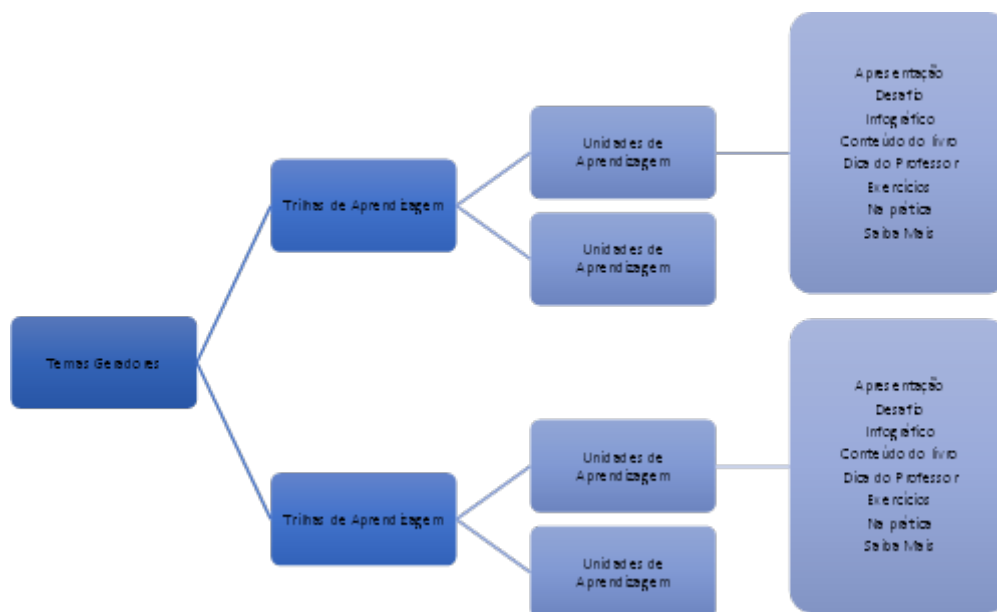 Temas Geradores
Trilhas de Aprendizagem
Unidades de
Aprendizagem
Apresentação
Desafio
Infográfico
Conteúdo do livro
Dica do Professor
Exercícios
Na prática
Saiba Mais
Unidades de
Aprendizagem
Trilhas de Aprendizagem
Unidades de
Aprendizagem
Apresentação
Desafio
Infográfico
Conteúdo do livro
Dica do Professor
Exercícios
Na prática
Saiba Mais
Unidades de
Aprendizagem